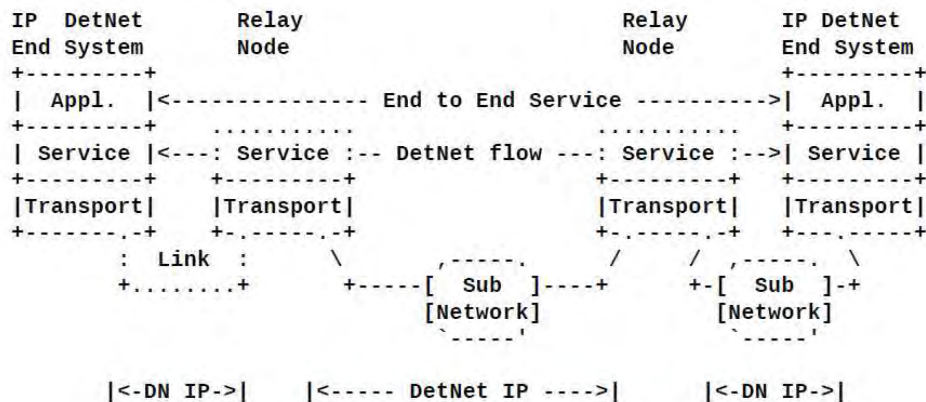 IP  DetNet         Relay                        Relay       IP DetNet
End System         Node                         Node        End System
+---------+                                                 +---------+
|  Appl.  |<--------------- End to End Service ---------->|  Appl.  |
+---------+    ...........                   ...........   +---------+
| Service |<---: Service :-- DetNet flow ---: Service :-->| Service |
+---------+    +---------+                   +---------+   +---------+
|Transport|    |Transport|                   |Transport|   |Transport|
+-------.-+    +-.-----.-+                   +-.-----.-+   +---.-----+
:  Link  :      \       ,-----.      /     /  ,-----.  \
+........+       +-----[  Sub  ]----+     +-[  Sub  ]-+
[Network]              [Network]
`-----'                `-----'
|<-DN IP->|    |<----- DetNet IP ---->|      |<-DN IP->|